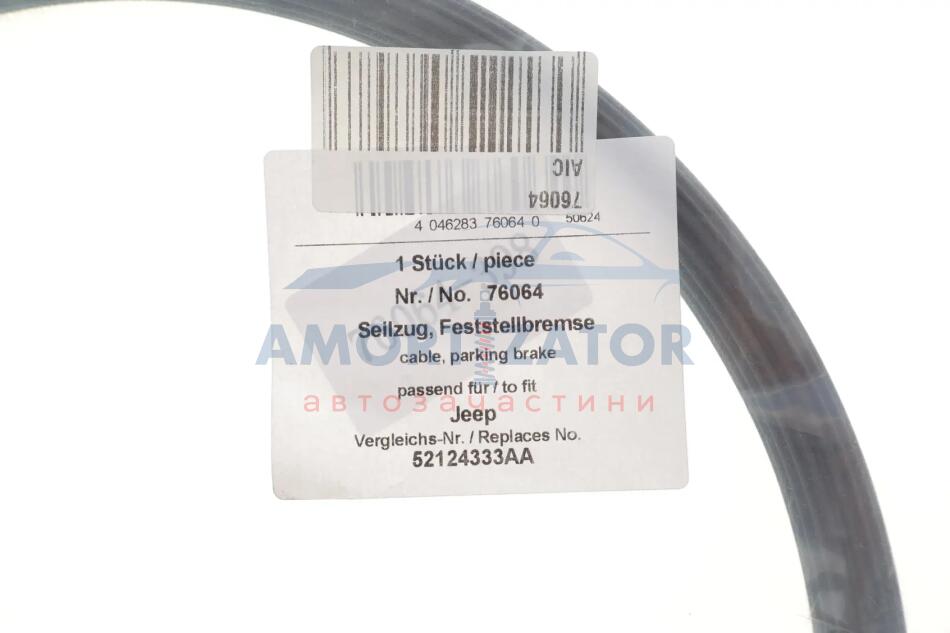 AIC
76064
4 046283 76064 0 50624
1 Stück / piece
Nr. / No. 76064
Seilzug, Feststellbremse
AMORTIZATOR
cable, parking brake
passend für / to fit
автозапчастини
Jeep
Vergleichs-Nr. / Replaces No.
52124333AA